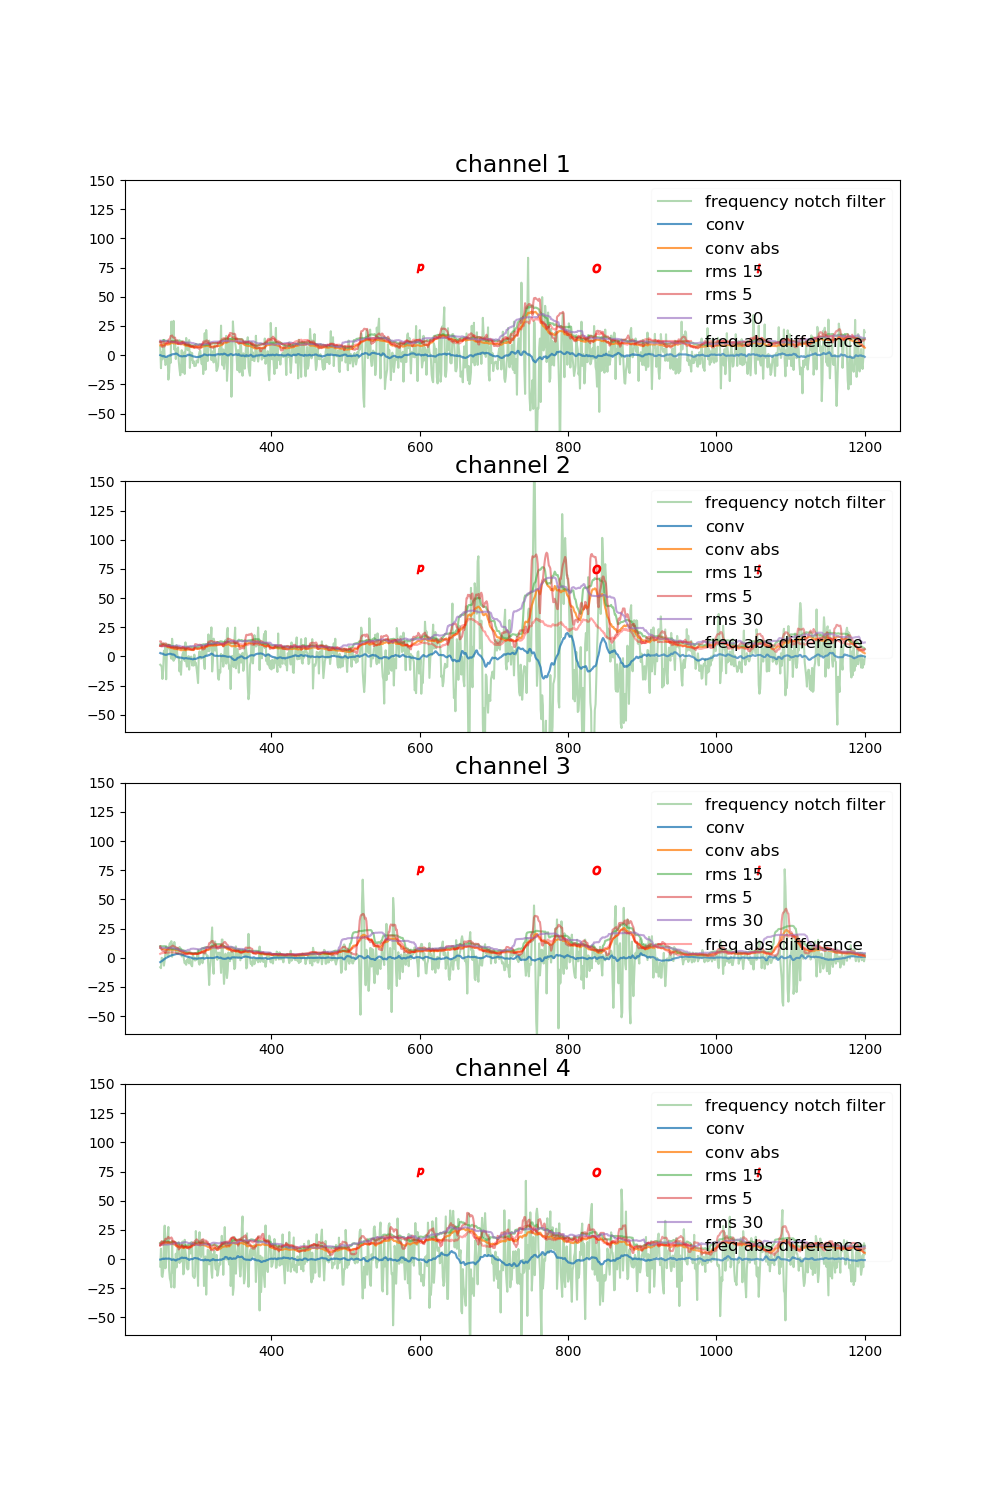 channel 1
150
125
100
75
50
25
0
−25
−50
p
o
frequency notch filter
conv
conv abs
rms 15
rms 5
rms 30
freq abs difference
400 600 800 1000 1200
channel 2
150
125
100
75
50
25
0
−25
−50
p
o
frequency notch filter
conv
conv abs
rms 15
rms 5
rms 30
freq abs difference
400 600 800 1000 1200
channel 3
150
125
100
75
50
25
0
−25
−50
p
o
frequency notch filter
conv
conv abs
rms 15
rms 5
rms 30
freq abs difference
400 600 800 1000 1200
channel 4
150
125
100
75
50
25
0
−25
−50
p
o
frequency notch filter
conv
conv abs
rms 15
rms 5
rms 30
freq abs difference
400 600 800 1000 1200